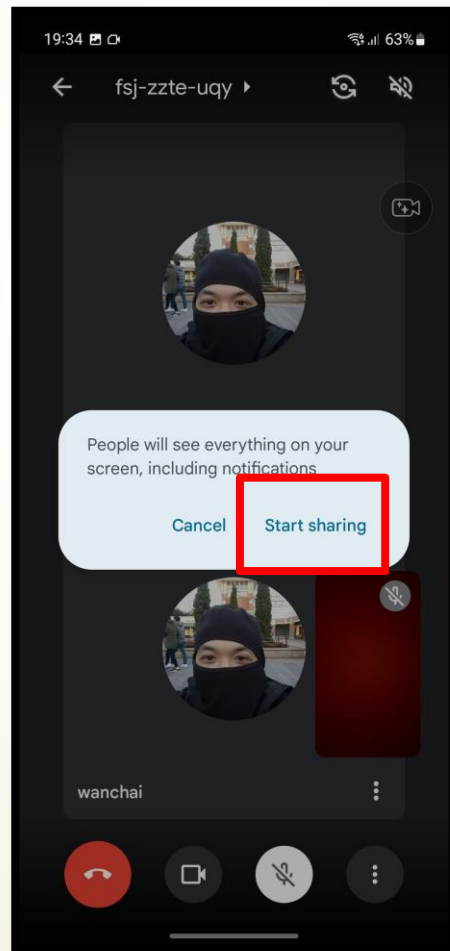 19:34 63%
fsj-zzte-uqy
People will see everything on your
screen, including notifications
Cancel Start sharing
wanchai